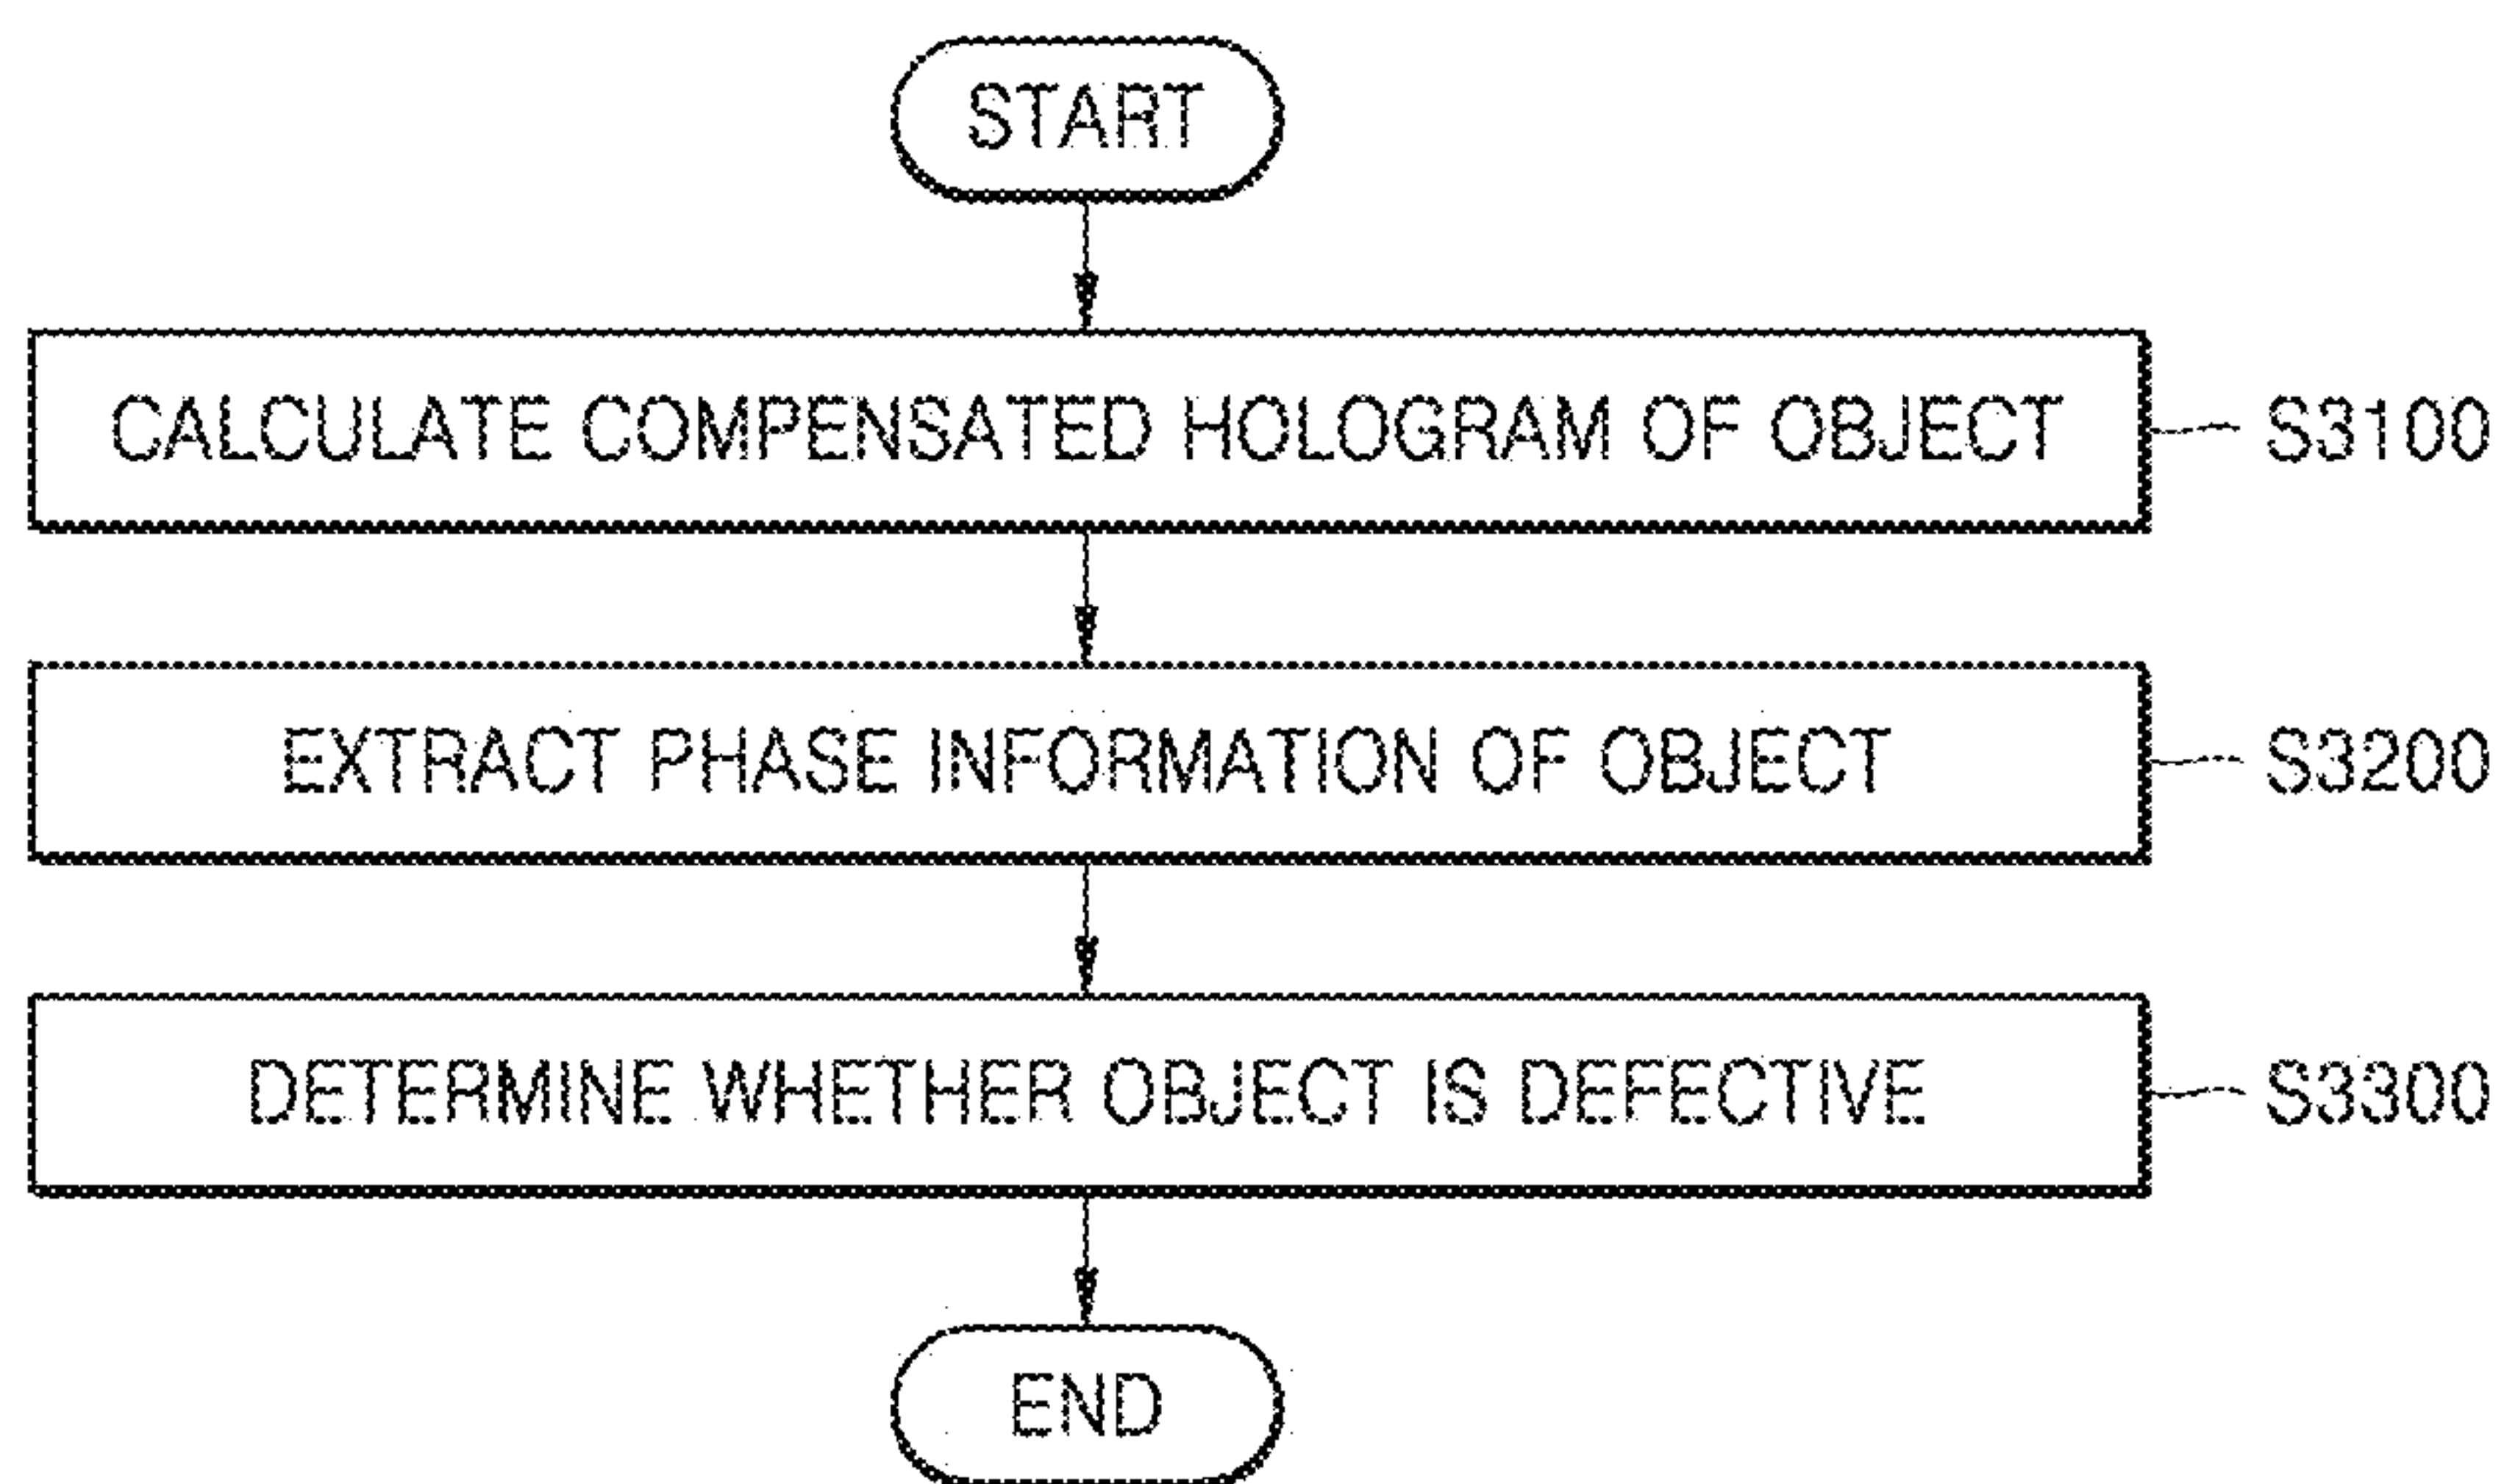 START
CALCULATE COMPENSATED HOLOGRAM OF OBJECT S3100
EXTRACT PHASE INFORMATION OF OBJECT S3200
DETERMINE WHETHER OBJECT IS DEFECTIVE S3300
END